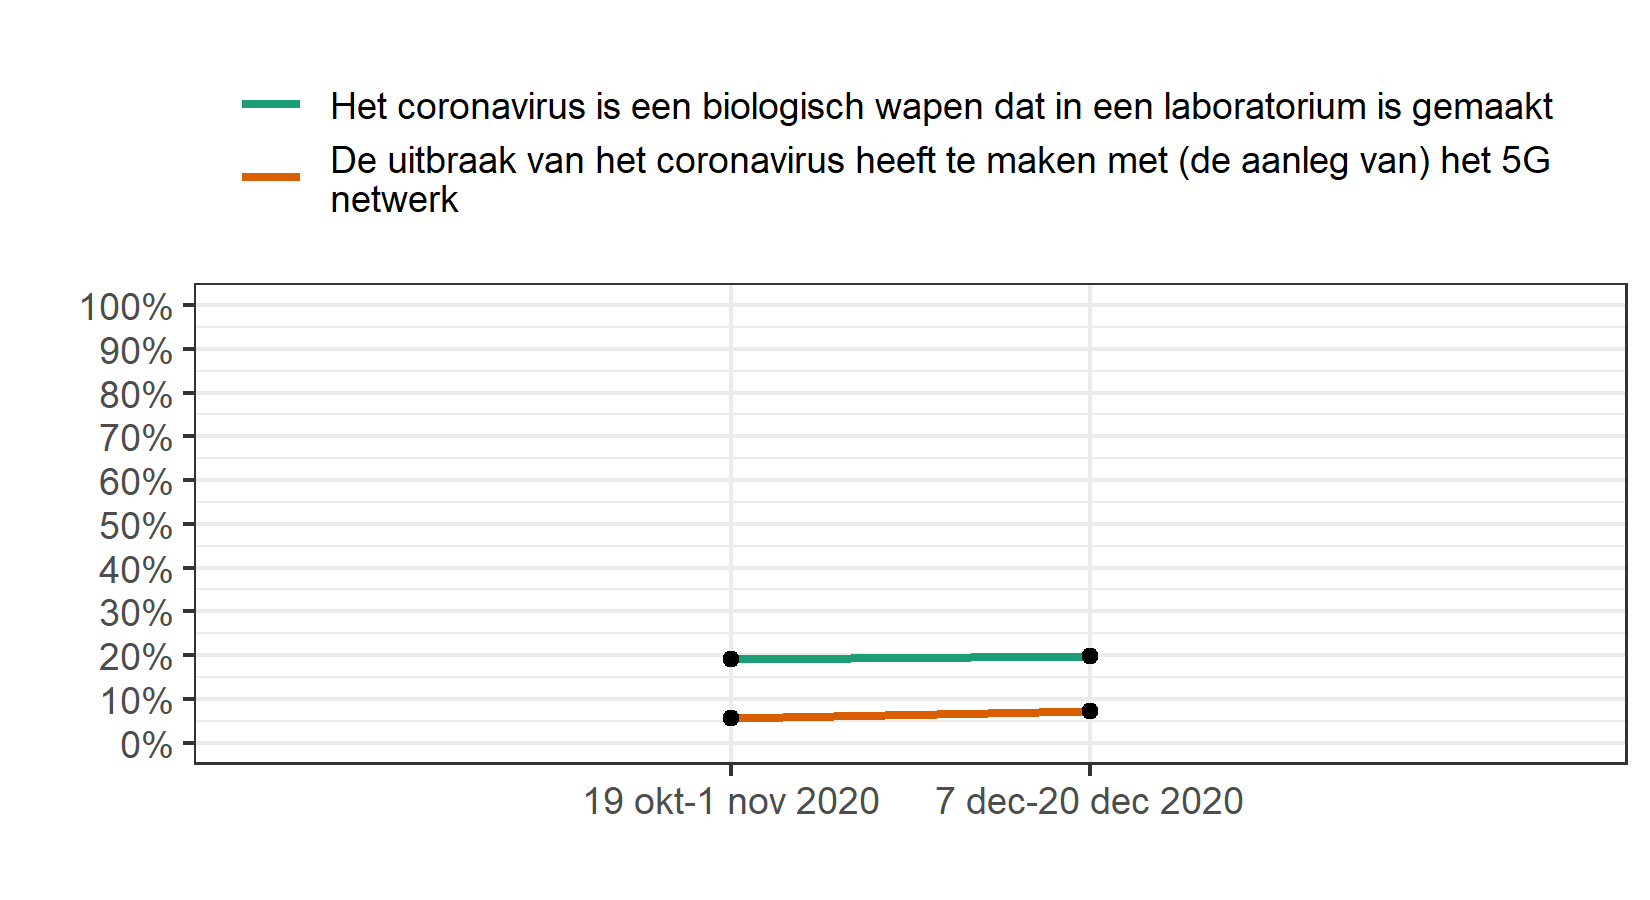 Het coronavirus is een biologisch wapen dat in een laboratorium is gemaakt
De uitbraak van het coronavirus heeft te maken met (de aanleg van) het 5G
netwerk
100%
90%
80%
70%
60%
50%
40%
30%
20%
10%
0%
19 okt-1 nov 2020
7 dec-20 dec 2020